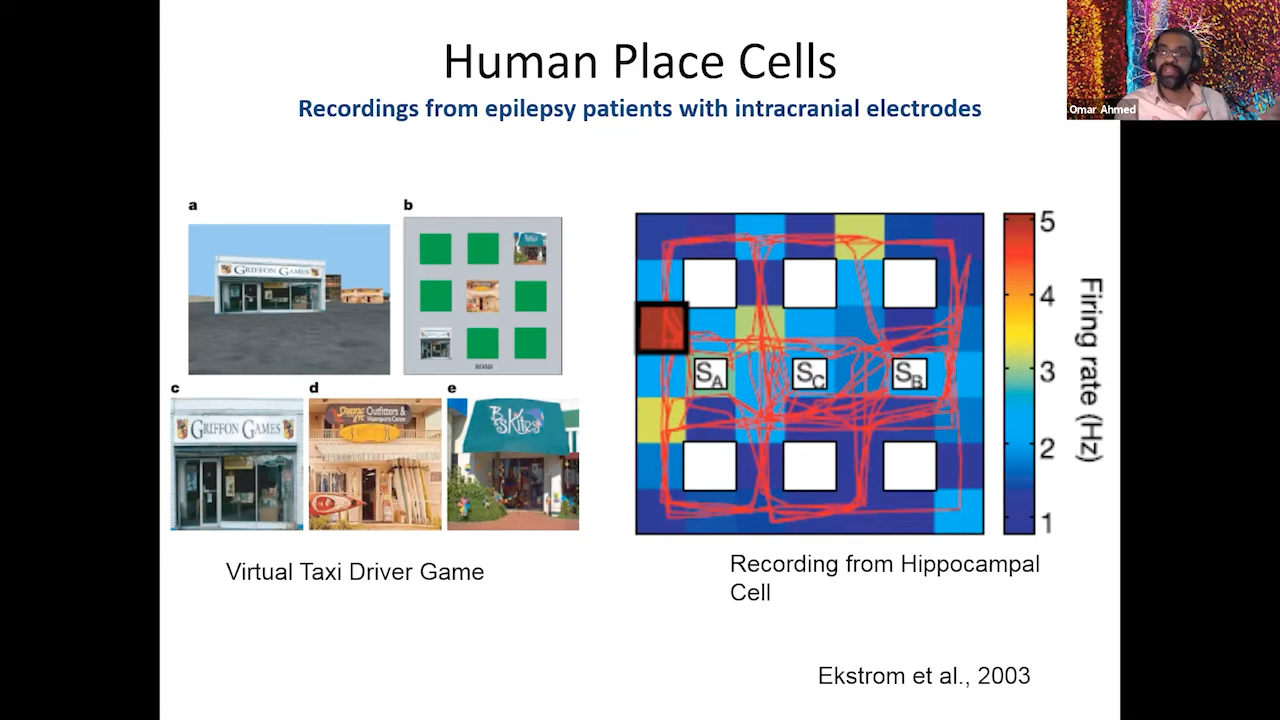 Human Place Cells
Recordings from epilepsy patients with intracranial electrodes
Omar Ahmed
a
GRIFFON GAMES
b
ROAD
c
GRIFFON GAMES
d
Outfitters &
e
Virtual Taxi Driver Game
SA
SC
SB
5
4
3
2
1
Firing rate (Hz)
Recording from Hippocampal
Cell
Ekstrom et al., 2003